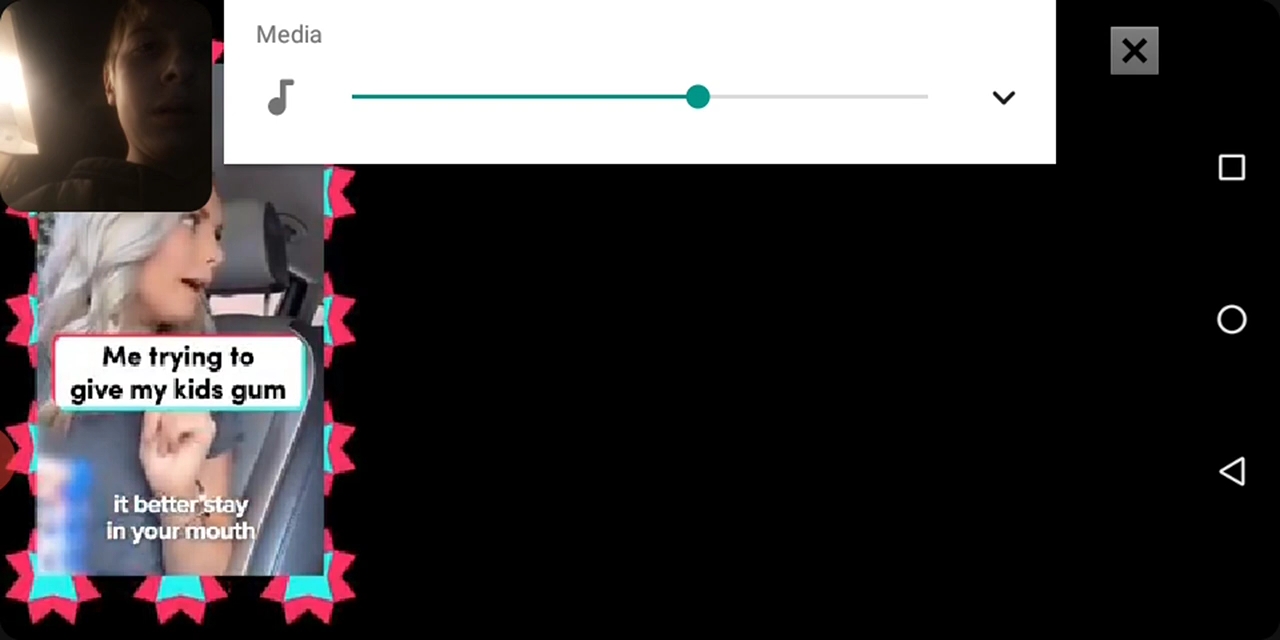 Media
Me trying to
give my kids gum
it better stay
in your mouth